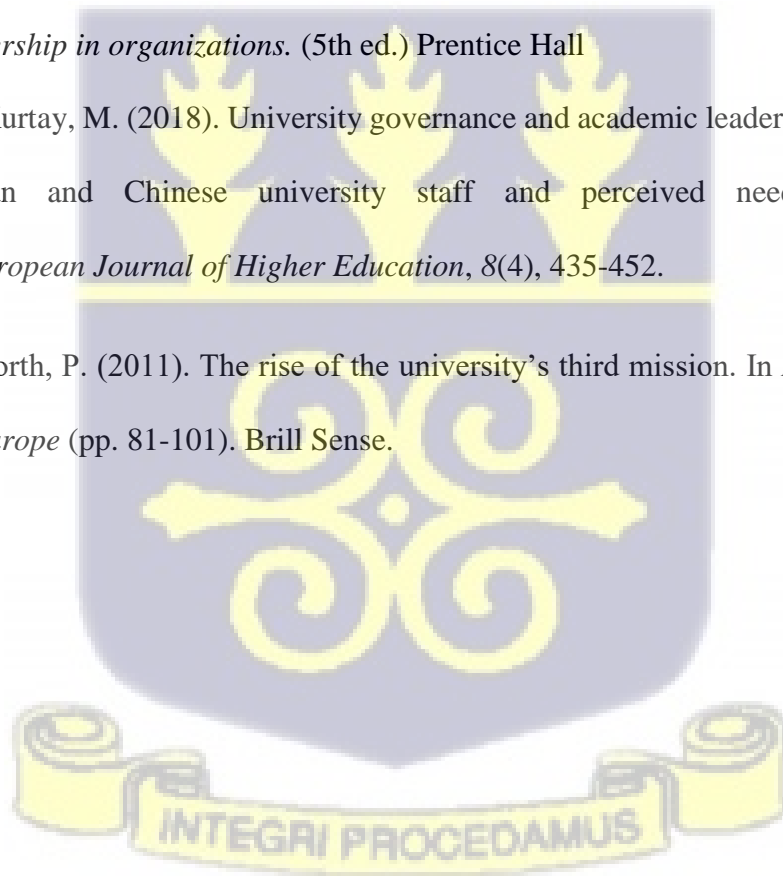 ership in organizations. (5th ed.) Prentice Hall
urtay, M. (2018). University governance and academic leader
n and Chinese university staff and perceived nee
ropean Journal of Higher Education, 8(4), 435-452.
orth, P. (2011). The rise of the university’s third mission. In
urope (pp. 81-101). Brill Sense.
INTEGRI PROCEDAMUS